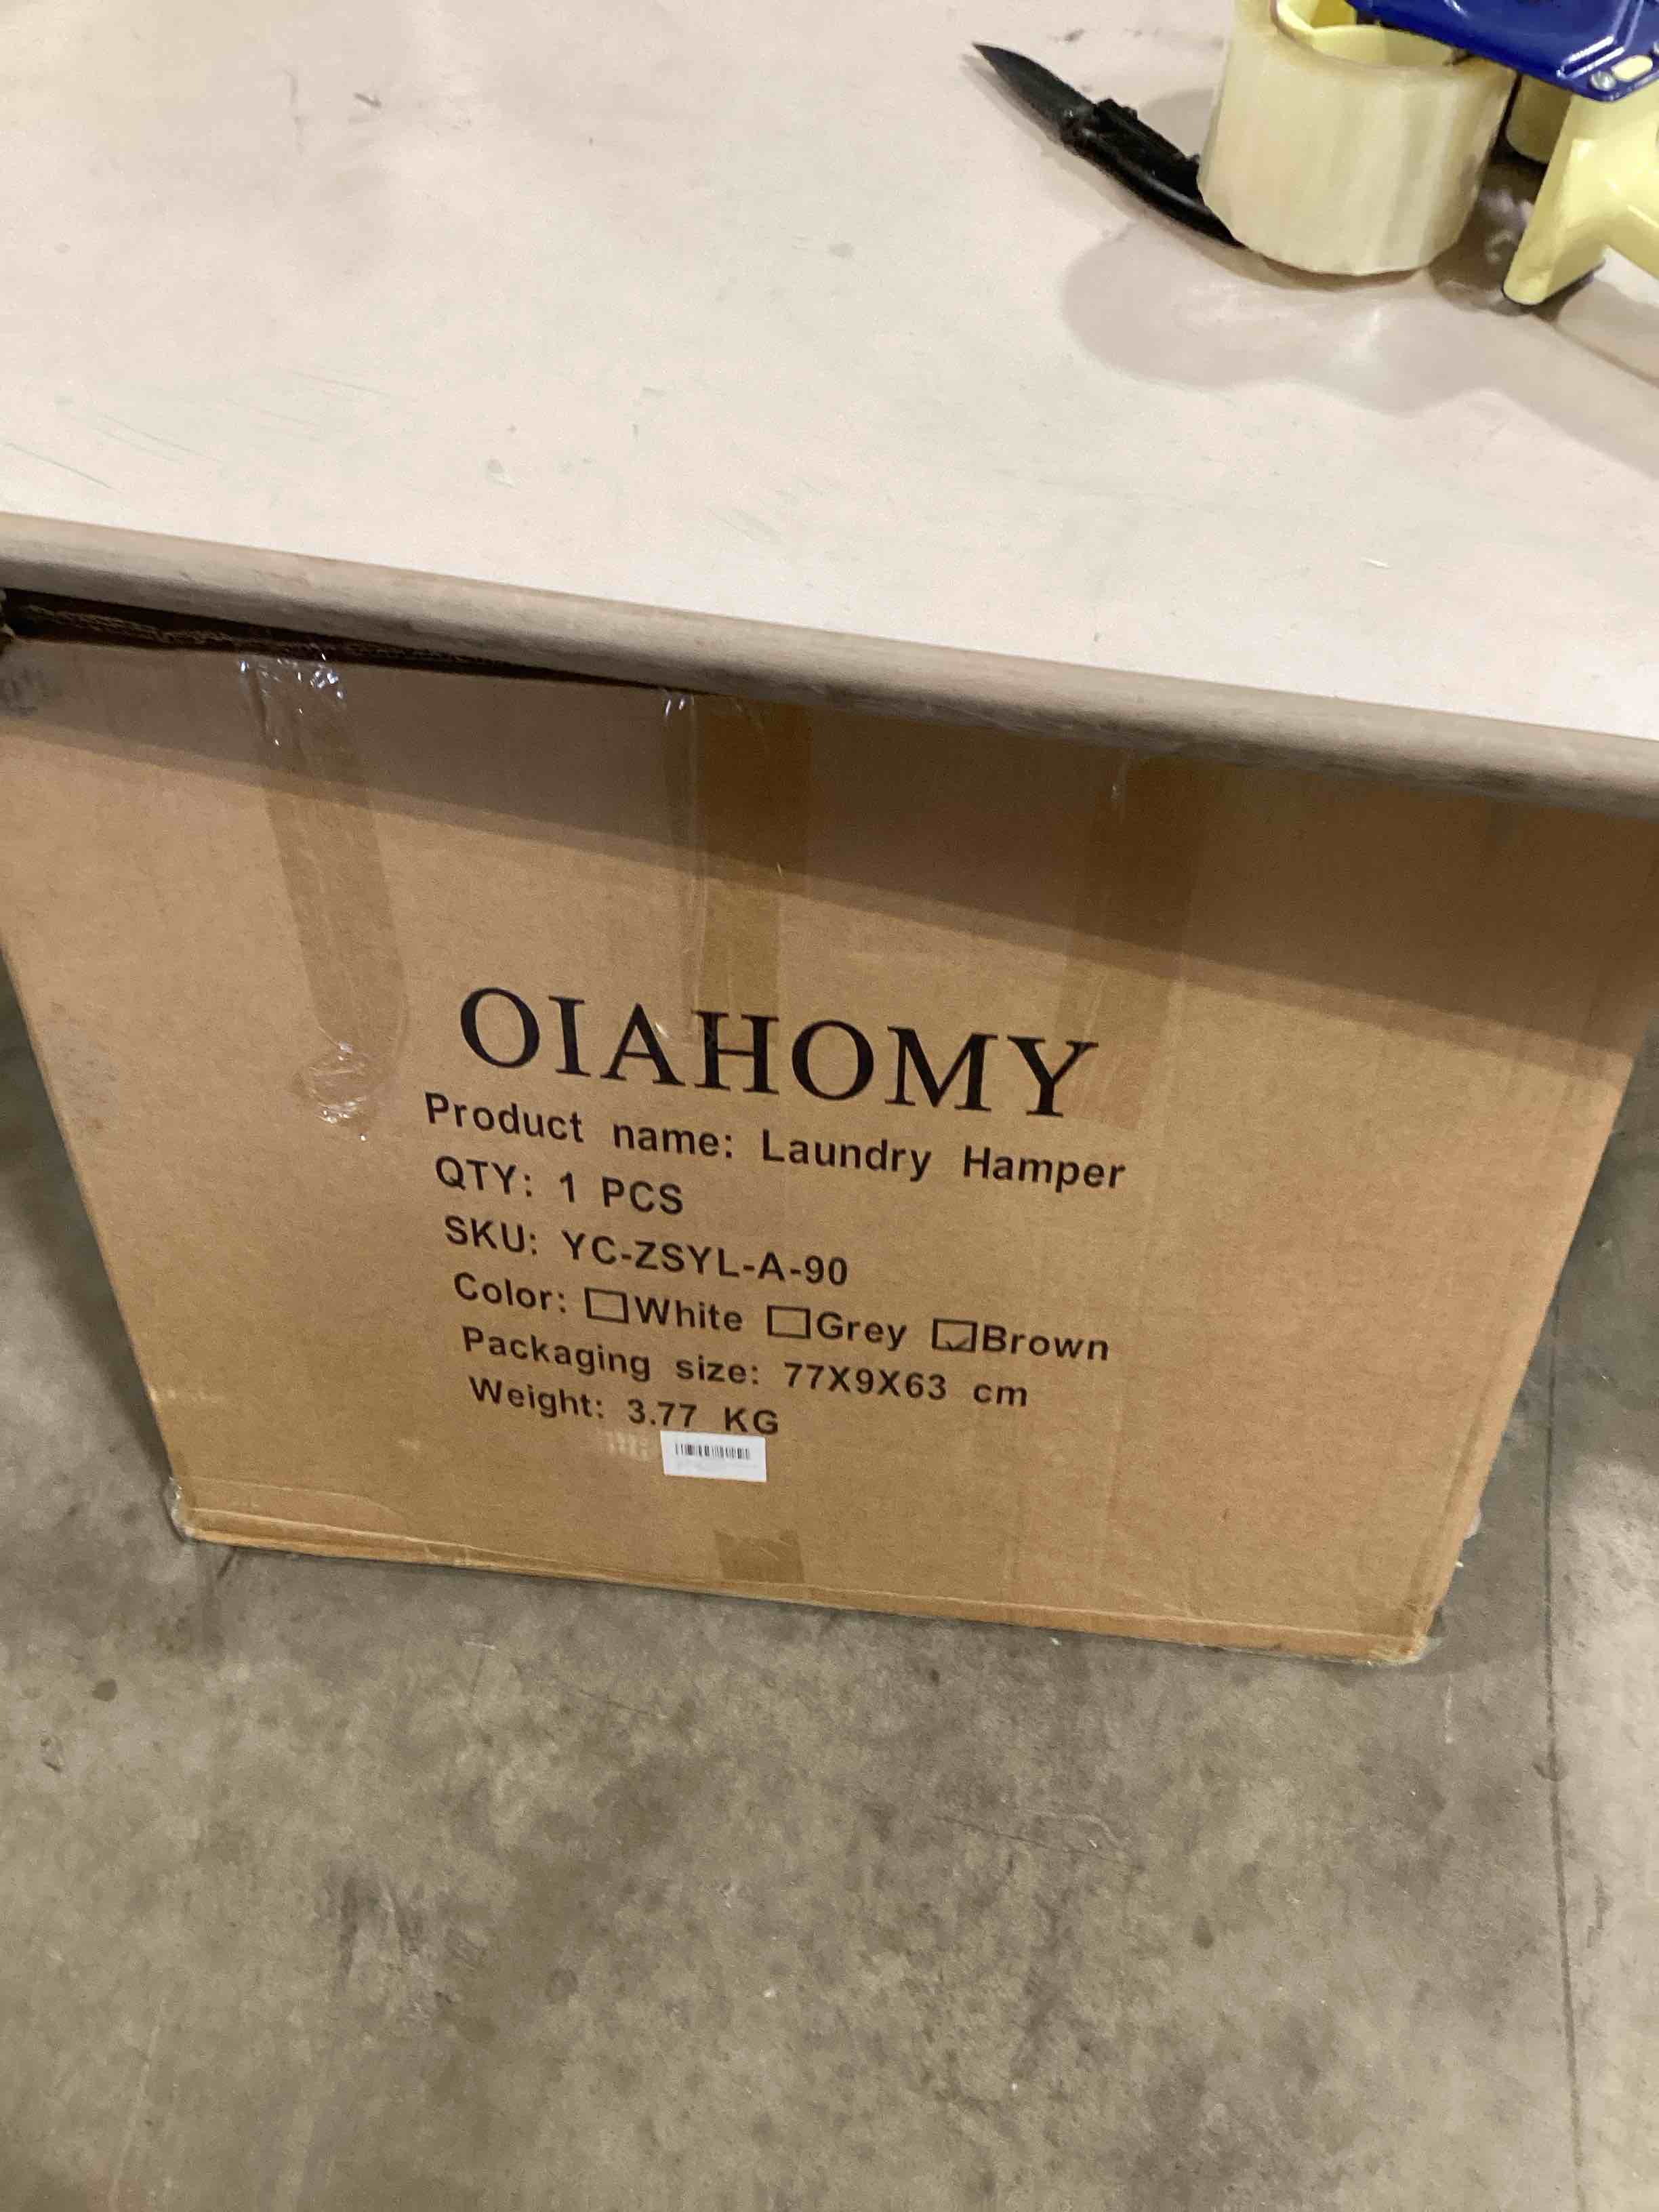 OIAHOMY
Product name: Laundry Hamper
QTY: 1 PCS
SKU: YC-ZSYL-A-90
Color: ☐White ☐Grey ☑Brown
Packaging size: 77X9X63 cm
Weight: 3.77 KG